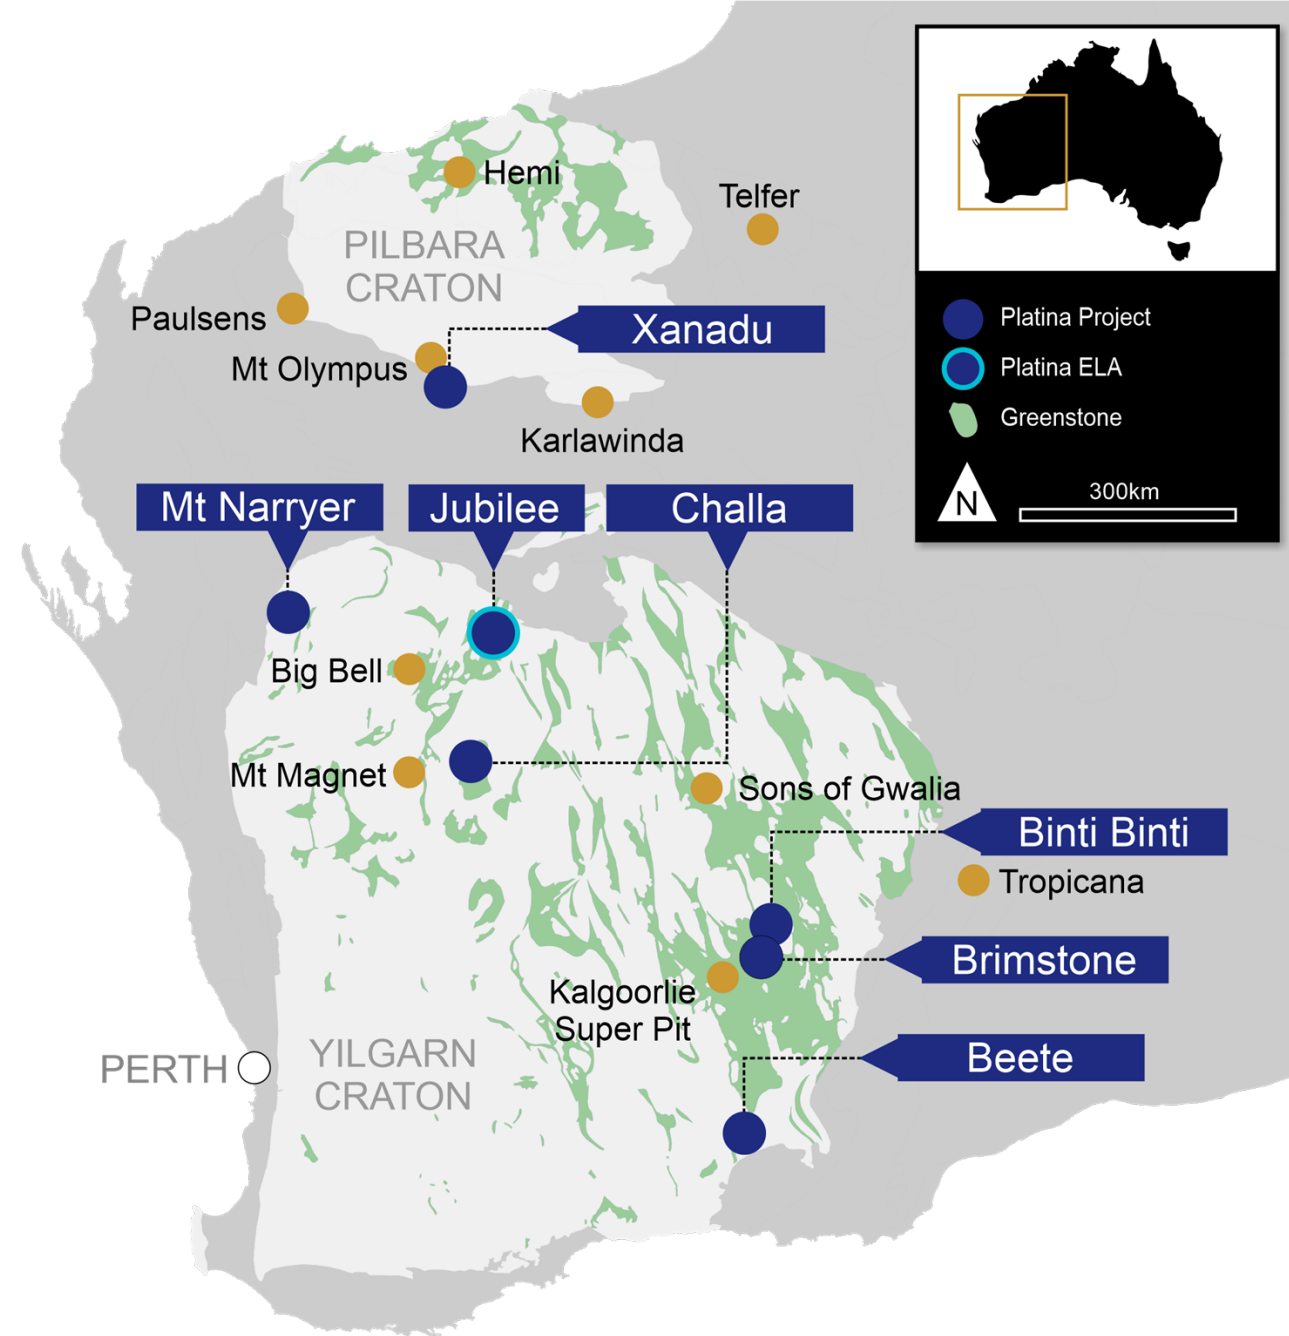 Hemi
Telfer
PILBARA
CRATON
Paulsens
Xanadu
Mt Olympus
Karlawinda
Platina Project
Platina ELA
Greenstone
N
300km
Mt Narryer
Jubilee
Challa
Big Bell
Mt Magnet
Sons of Gwalia
Binti Binti
Tropicana
Brimstone
Kalgoorlie
Super Pit
PERTH
YILGARN
CRATON
Beete